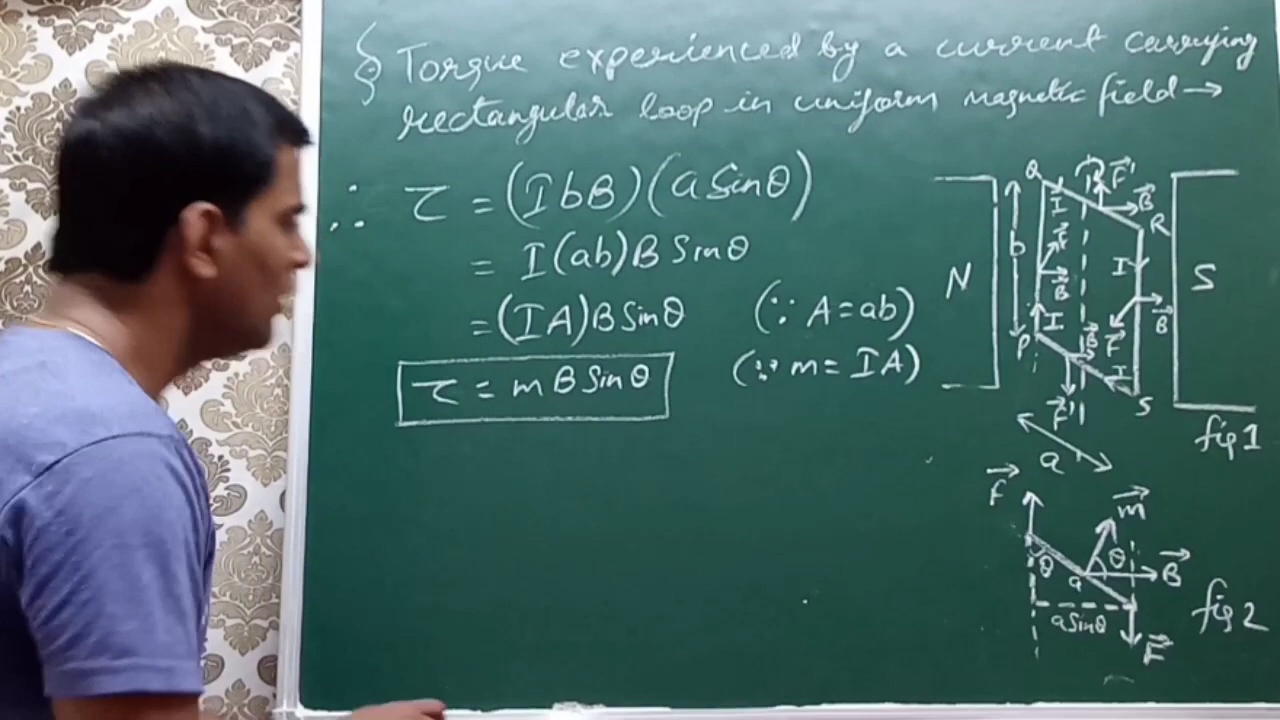 § Torque experienced by a current carrying
rectangular loop in uniform magnetic field →
∴ τ = (IbB)(a Sinθ)
= I(ab)B Sinθ
= (IA)B Sinθ (∵ A = ab)
τ = m B Sinθ (∵ m = IA)
N
S
Q
F⃗'
B⃗
R
I
b
F⃗
I
B⃗
I
P
B⃗
F⃗
B⃗
I
F⃗'
S
a
fig 1
F⃗
m⃗
θ
θ
a
B⃗
a Sinθ
F⃗
fig 2